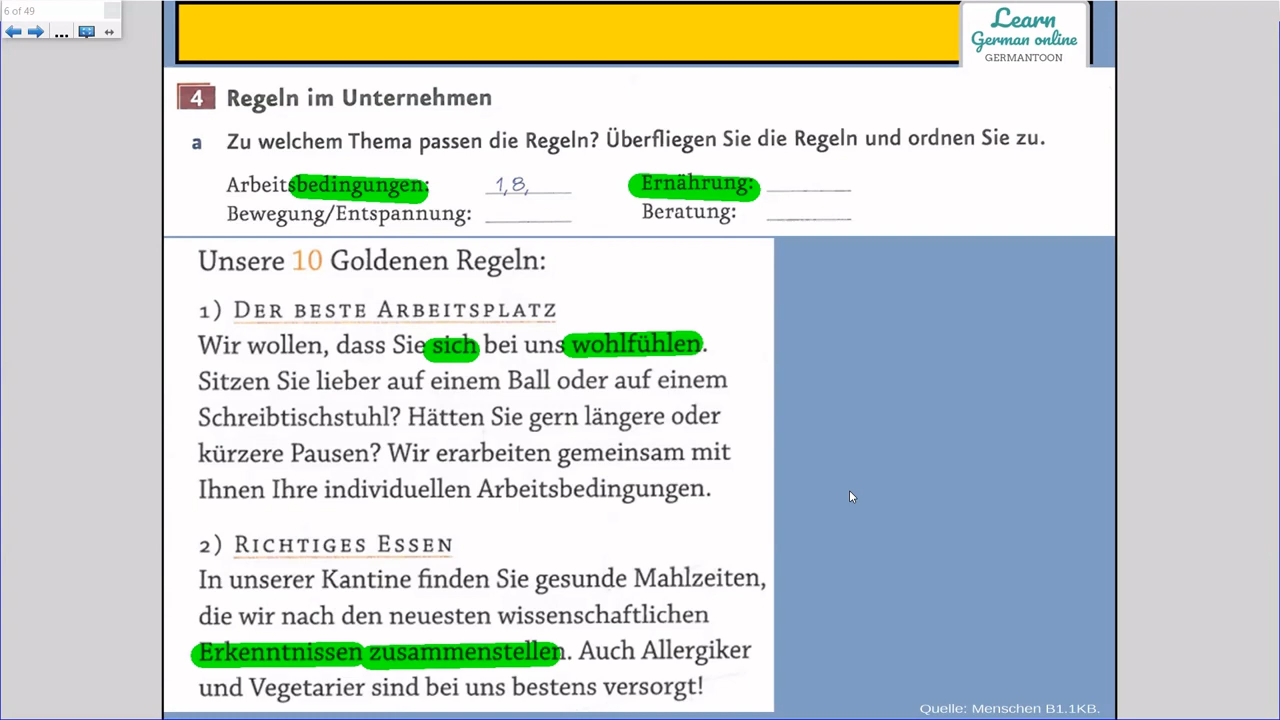 6 of 49
...
Learn
German online
GERMANTOON
4 Regeln im Unternehmen
a Zu welchem Thema passen die Regeln? Überfliegen Sie die Regeln und ordnen Sie zu.
Arbeitsbedingungen: 1,8, Ernährung:
Bewegung/Entspannung: Beratung:
Unsere 10 Goldenen Regeln:
1) DER BESTE ARBEITSPLATZ
Wir wollen, dass Sie sich bei uns wohlfühlen.
Sitzen Sie lieber auf einem Ball oder auf einem
Schreibtischstuhl? Hätten Sie gern längere oder
kürzere Pausen? Wir erarbeiten gemeinsam mit
Ihnen Ihre individuellen Arbeitsbedingungen.
2) RICHTIGES ESSEN
In unserer Kantine finden Sie gesunde Mahlzeiten,
die wir nach den neuesten wissenschaftlichen
Erkenntnissen zusammenstellen. Auch Allergiker
und Vegetarier sind bei uns bestens versorgt!
Quelle: Menschen B1.1KB.